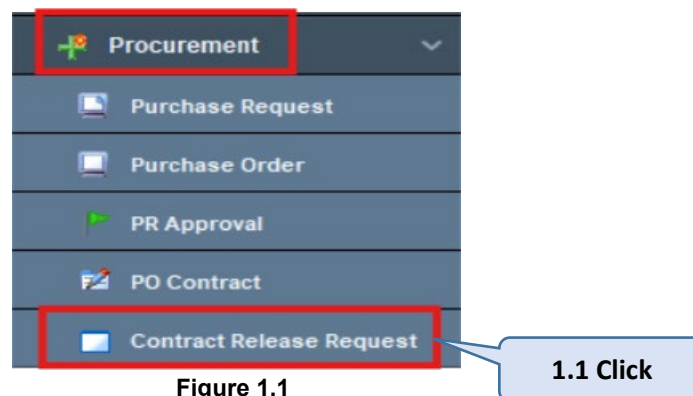 Procurement
Purchase Request
Purchase Order
PR Approval
PO Contract
Contract Release Request
1.1 Click
Figure 1.1